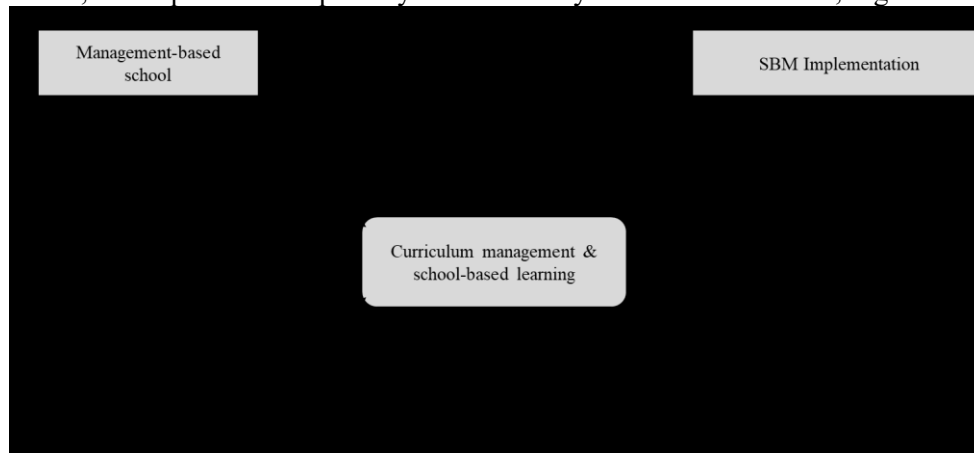 Management-based
school
SBM Implementation
Curriculum management &
school-based learning